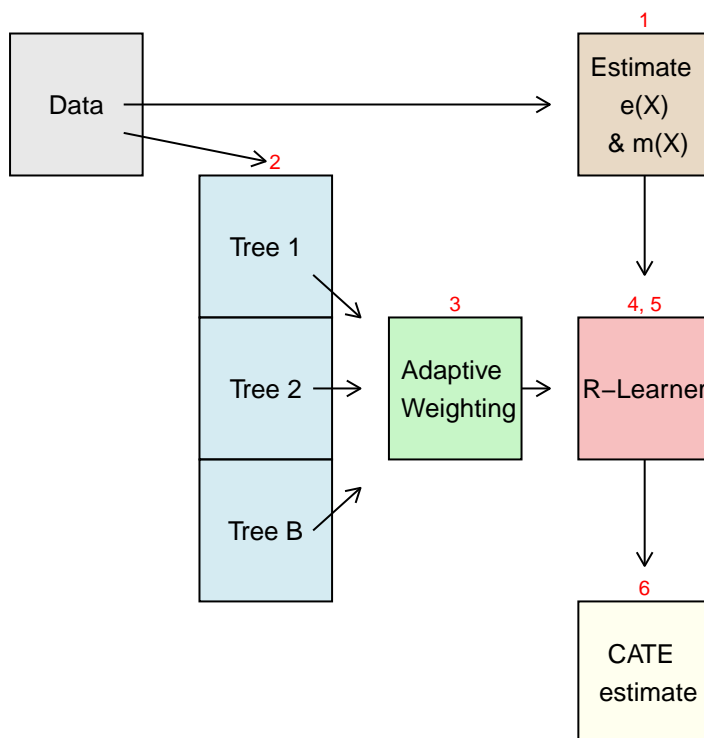 1
Data
Estimate
e(X)
& m(X)
2
Tree 1
3
4, 5
Tree 2
Adaptive
Weighting
R−Learner
Tree B
6
CATE
estimate